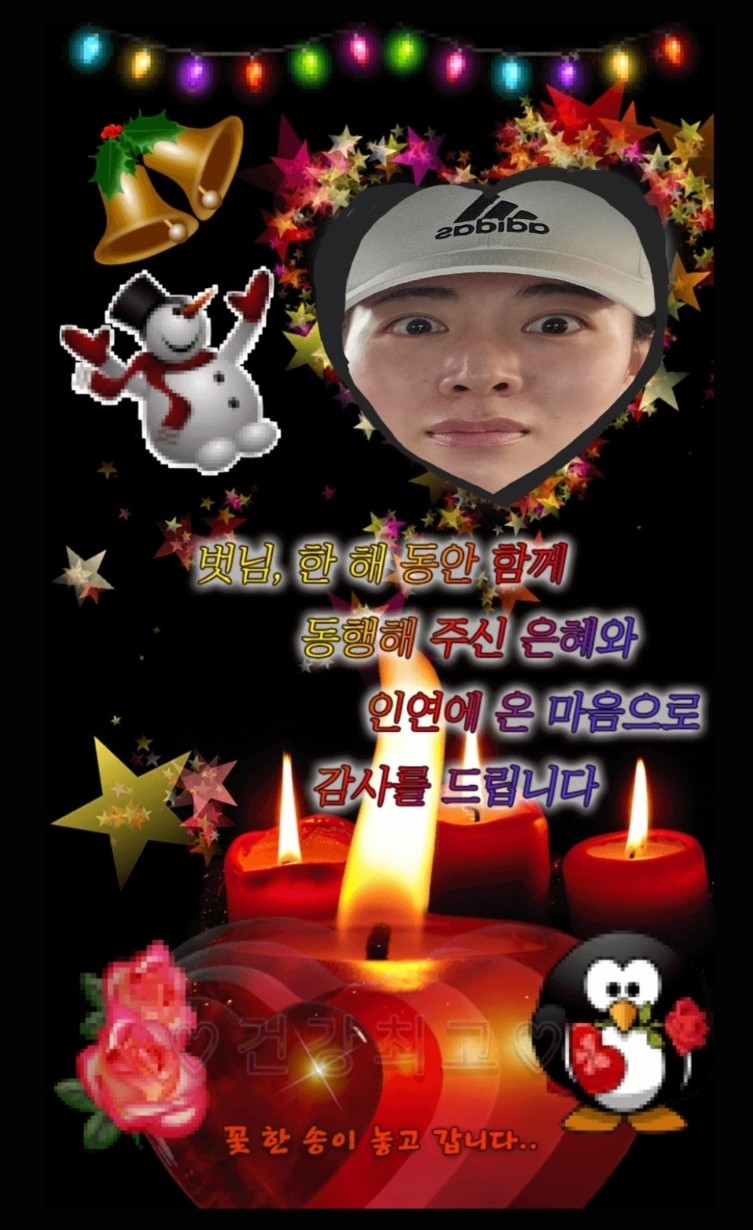 adidas
벗님, 한 해 동안 함께
동행해 주신 은혜와
인연에 온 마음으로
감사를 드립니다
♡건강최고♡
꽃 한 송이 놓고 갑니다..